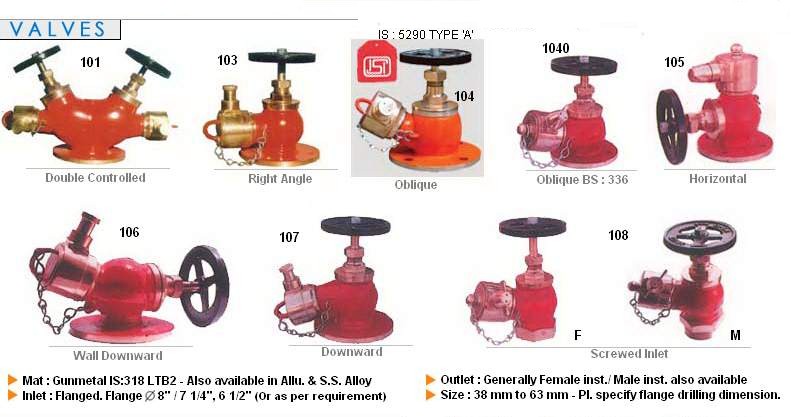 VALVES
IS : 5290 TYPE 'A'
101
103
ISI
104
1040
105
Double Controlled
Right Angle
Oblique
Oblique BS : 336
Horizontal
106
107
108
F
M
Wall Downward
Downward
Screwed Inlet
Mat : Gunmetal IS:318 LTB2 - Also available in Allu. & S.S. Alloy
Inlet : Flanged. Flange ∅ 8" / 7 1/4", 6 1/2" (Or as per requirement)
Outlet : Generally Female inst./ Male inst. also available
Size : 38 mm to 63 mm - Pl. specify flange drilling dimension.